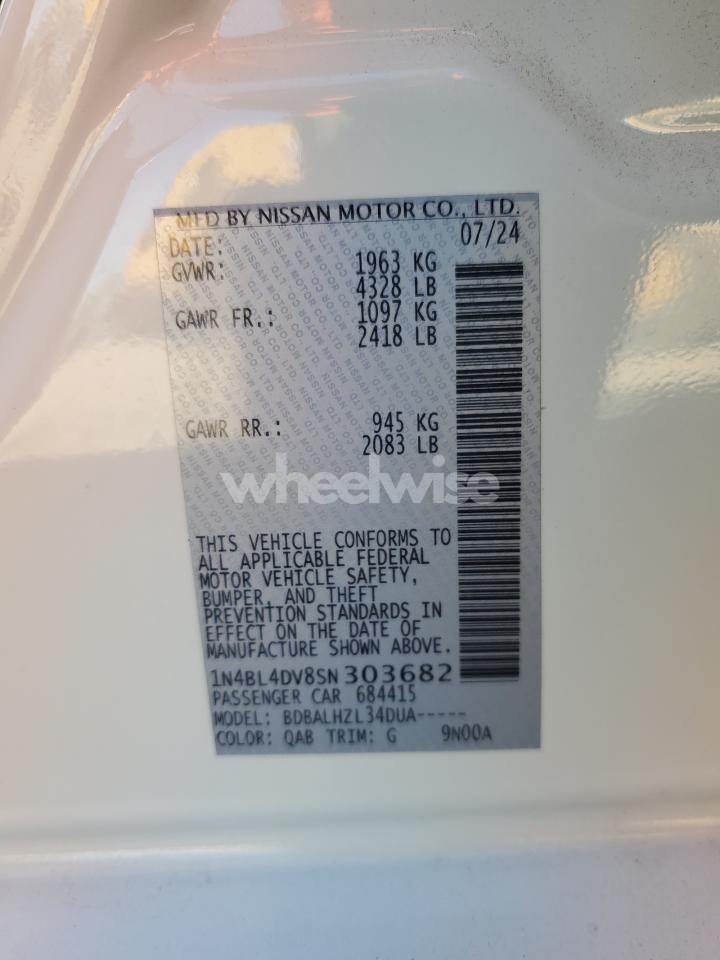 MFD BY NISSAN MOTOR CO., LTD.
DATE: 07/24
GVWR: 1963 KG
4328 LB
GAWR FR.: 1097 KG
2418 LB
GAWR RR.: 945 KG
2083 LB
wheelwise
THIS VEHICLE CONFORMS TO
ALL APPLICABLE FEDERAL
MOTOR VEHICLE SAFETY,
BUMPER, AND THEFT
PREVENTION STANDARDS IN
EFFECT ON THE DATE OF
MANUFACTURE SHOWN ABOVE.
1N4BL4DV8SN303682
PASSENGER CAR 684415
MODEL: BDBALHZL34DUA-----
COLOR: QAB TRIM: G 9N00A